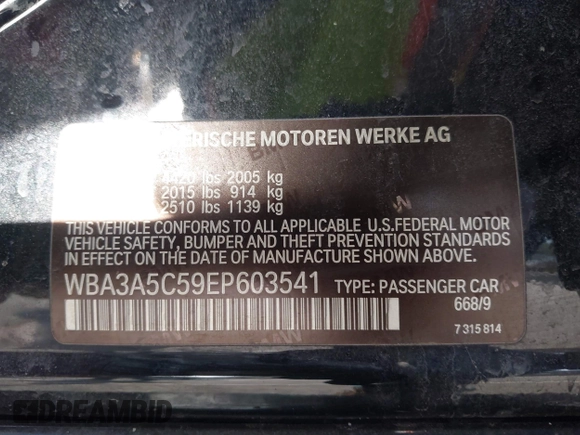 ERISCHE MOTOREN WERKE AG
4420 lbs 2005 kg
2015 lbs 914 kg
2510 lbs 1139 kg
THIS VEHICLE CONFORMS TO ALL APPLICABLE U.S.FEDERAL MOTOR
VEHICLE SAFETY, BUMPER AND THEFT PREVENTION STANDARDS
IN EFFECT ON THE DATE OF MANUFACTURE SHOWN ABOVE.
WBA3A5C59EP603541 TYPE: PASSENGER CAR
668/9
7 315 814
DREAMBID